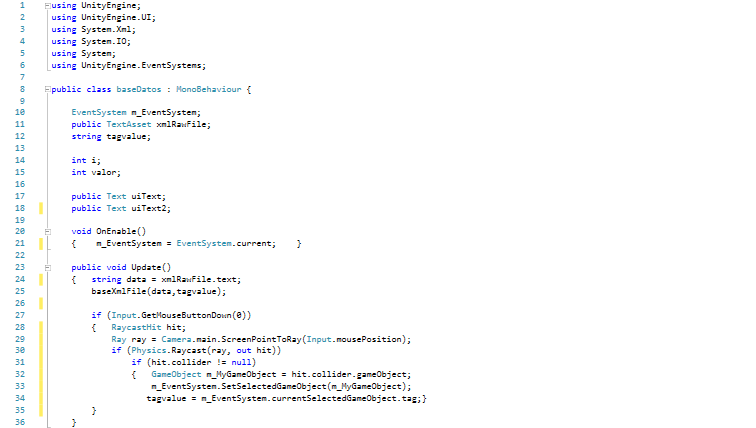 1 using UnityEngine;
2 using UnityEngine.UI;
3 using System.Xml;
4 using System.IO;
5 using System;
6 using UnityEngine.EventSystems;
7
8 public class baseDatos : MonoBehaviour {
9
10 EventSystem m_EventSystem;
11 public TextAsset xmlRawFile;
12 string tagvalue;
13
14 int i;
15 int valor;
16
17 public Text uiText;
18 public Text uiText2;
19
20 void OnEnable()
21 { m_EventSystem = EventSystem.current; }
22
23 public void Update()
24 { string data = xmlRawFile.text;
25 baseXmlFile(data,tagvalue);
26
27 if (Input.GetMouseButtonDown(0))
28 { RaycastHit hit;
29 Ray ray = Camera.main.ScreenPointToRay(Input.mousePosition);
30 if (Physics.Raycast(ray, out hit))
31 if (hit.collider != null)
32 { GameObject m_MyGameObject = hit.collider.gameObject;
33 m_EventSystem.SetSelectedGameObject(m_MyGameObject);
34 tagvalue = m_EventSystem.currentSelectedGameObject.tag;}
35 }
36 }